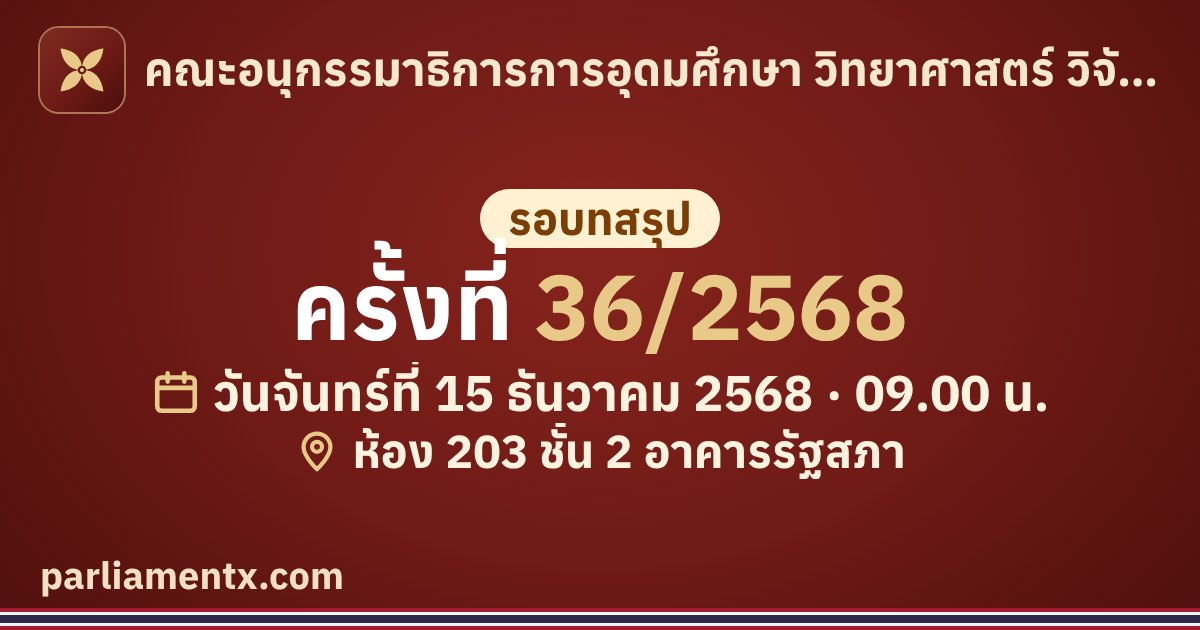 คณะอนุกรรมาธิการการอุดมศึกษา วิทยาศาสตร์ วิจั...
รอบทสรุป
ครั้งที่ 36/2568
วันจันทร์ที่ 15 ธันวาคม 2568 · 09.00 น.
ห้อง 203 ชั้น 2 อาคารรัฐสภา
parliamentx.com